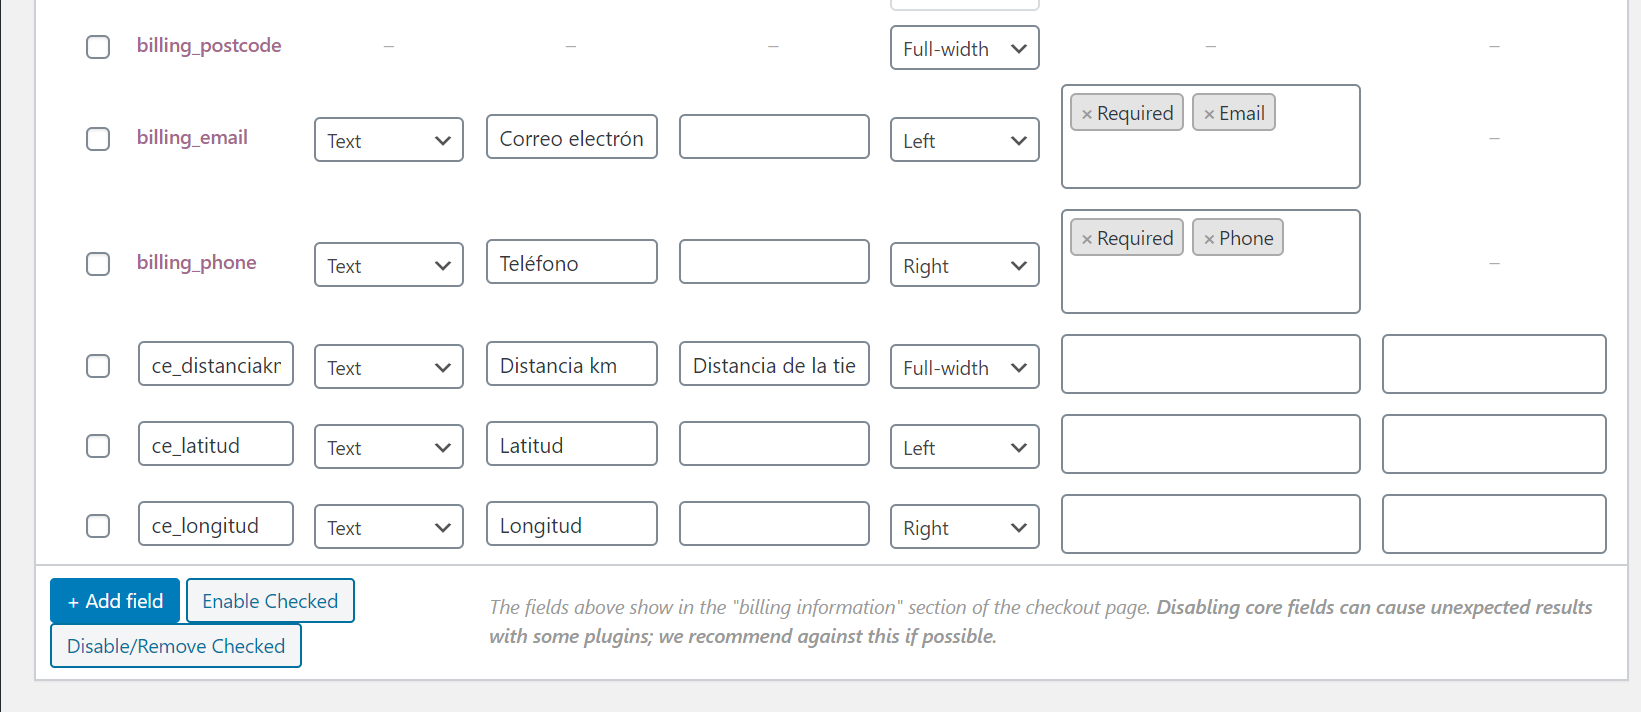 billing_postcode – – – Full-width – –
billing_email Text Correo electrón Left × Required × Email –
billing_phone Text Teléfono Right × Required × Phone –
ce_distanciakr Text Distancia km Distancia de la tie Full-width
ce_latitud Text Latitud Left
ce_longitud Text Longitud Right
+ Add field Enable Checked
Disable/Remove Checked
The fields above show in the "billing information" section of the checkout page. Disabling core fields can cause unexpected results
with some plugins; we recommend against this if possible.